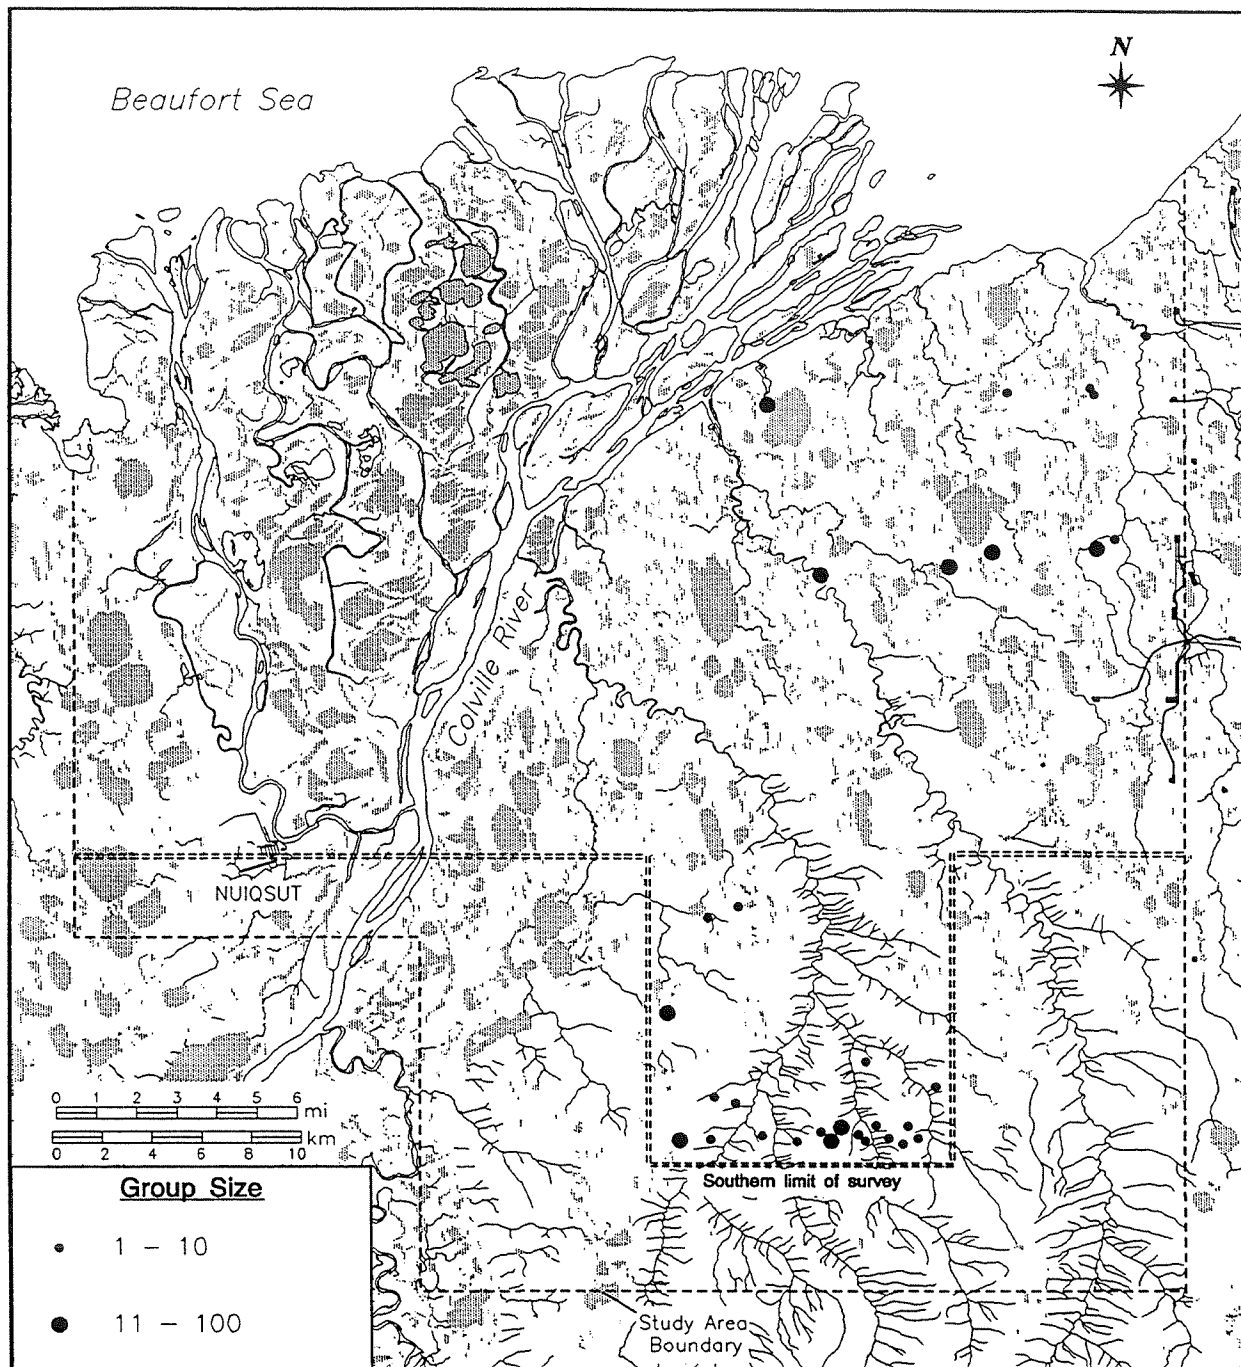 N
Beaufort Sea
Colville River
NUIQSUT
0 1 2 3 4 5 6 mi
km
0 2 4 6 8 10
Southern limit of survey
Group Size
1 – 10
11 – 100
Study Area
Boundary